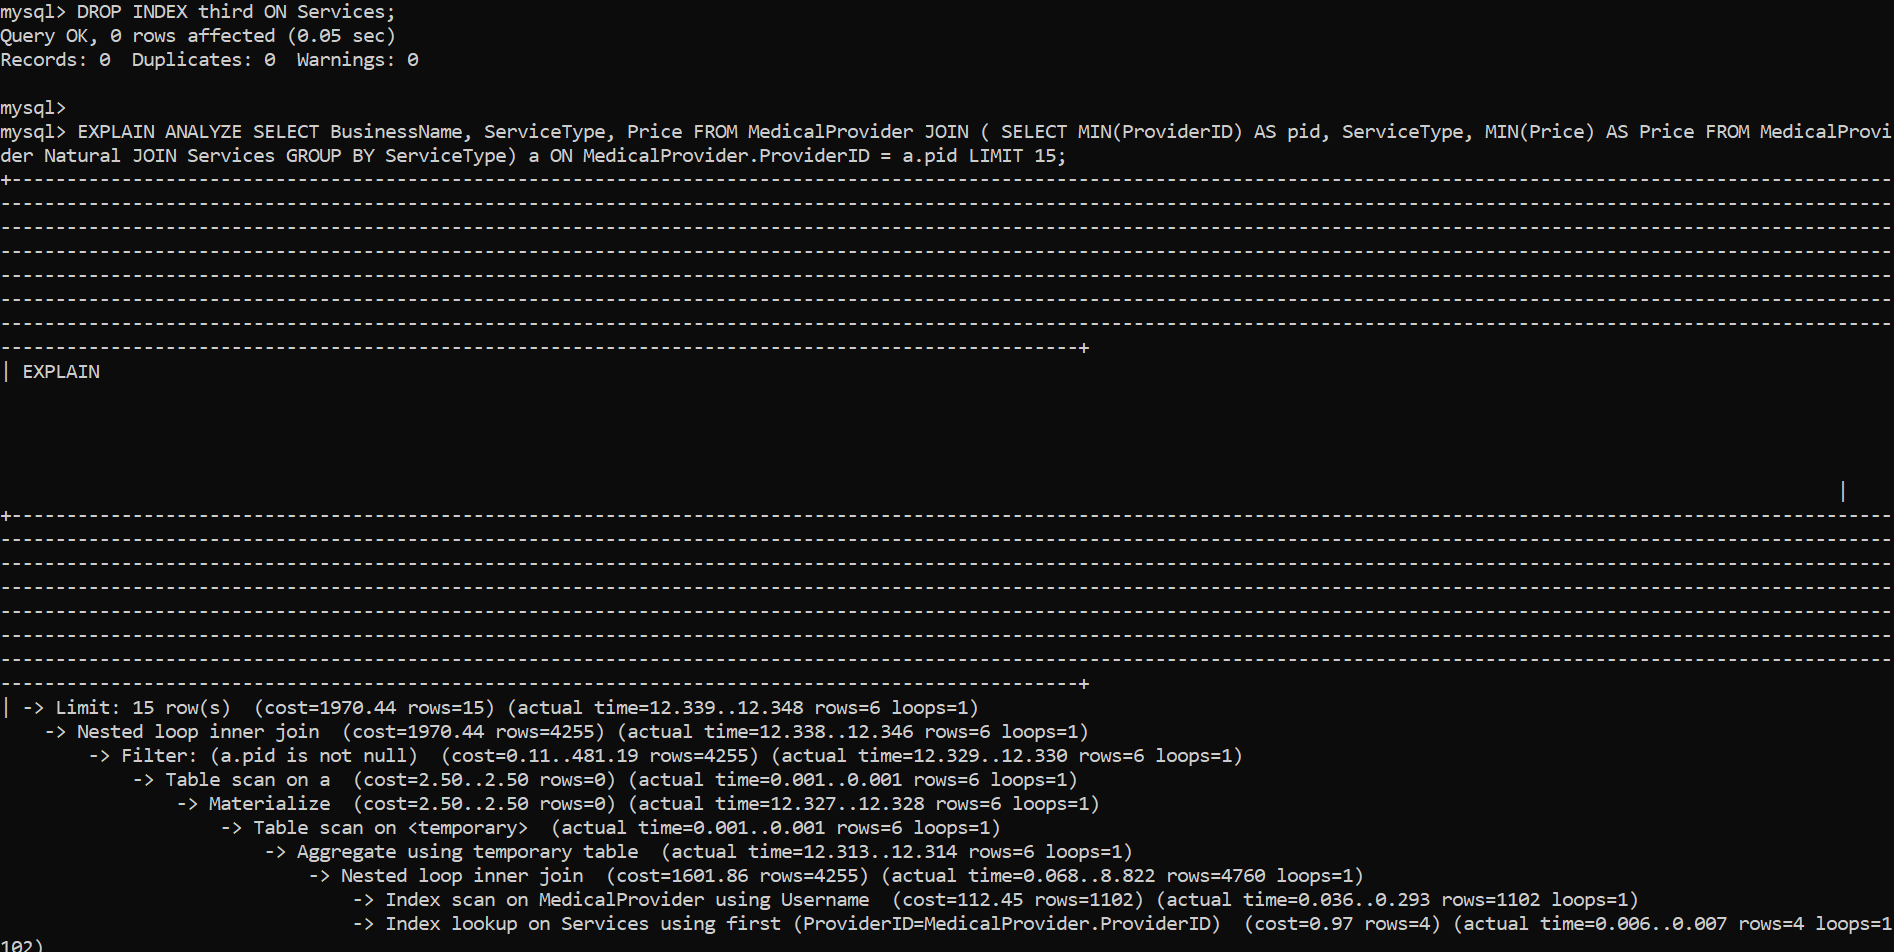 mysql> DROP INDEX third ON Services;
Query OK, 0 rows affected (0.05 sec)
Records: 0  Duplicates: 0  Warnings: 0
mysql>
mysql> EXPLAIN ANALYZE SELECT BusinessName, ServiceType, Price FROM MedicalProvider JOIN ( SELECT MIN(ProviderID) AS pid, ServiceType, MIN(Price) AS Price FROM MedicalProvi
der Natural JOIN Services GROUP BY ServiceType) a ON MedicalProvider.ProviderID = a.pid LIMIT 15;
| EXPLAIN
|
| -> Limit: 15 row(s)  (cost=1970.44 rows=15) (actual time=12.339..12.348 rows=6 loops=1)
-> Nested loop inner join  (cost=1970.44 rows=4255) (actual time=12.338..12.346 rows=6 loops=1)
-> Filter: (a.pid is not null)  (cost=0.11..481.19 rows=4255) (actual time=12.329..12.330 rows=6 loops=1)
-> Table scan on a  (cost=2.50..2.50 rows=0) (actual time=0.001..0.001 rows=6 loops=1)
-> Materialize  (cost=2.50..2.50 rows=0) (actual time=12.327..12.328 rows=6 loops=1)
-> Table scan on <temporary>  (actual time=0.001..0.001 rows=6 loops=1)
-> Aggregate using temporary table  (actual time=12.313..12.314 rows=6 loops=1)
-> Nested loop inner join  (cost=1601.86 rows=4255) (actual time=0.068..8.822 rows=4760 loops=1)
-> Index scan on MedicalProvider using Username  (cost=112.45 rows=1102) (actual time=0.036..0.293 rows=1102 loops=1)
-> Index lookup on Services using first (ProviderID=MedicalProvider.ProviderID)  (cost=0.97 rows=4) (actual time=0.006..0.007 rows=4 loops=1
102)